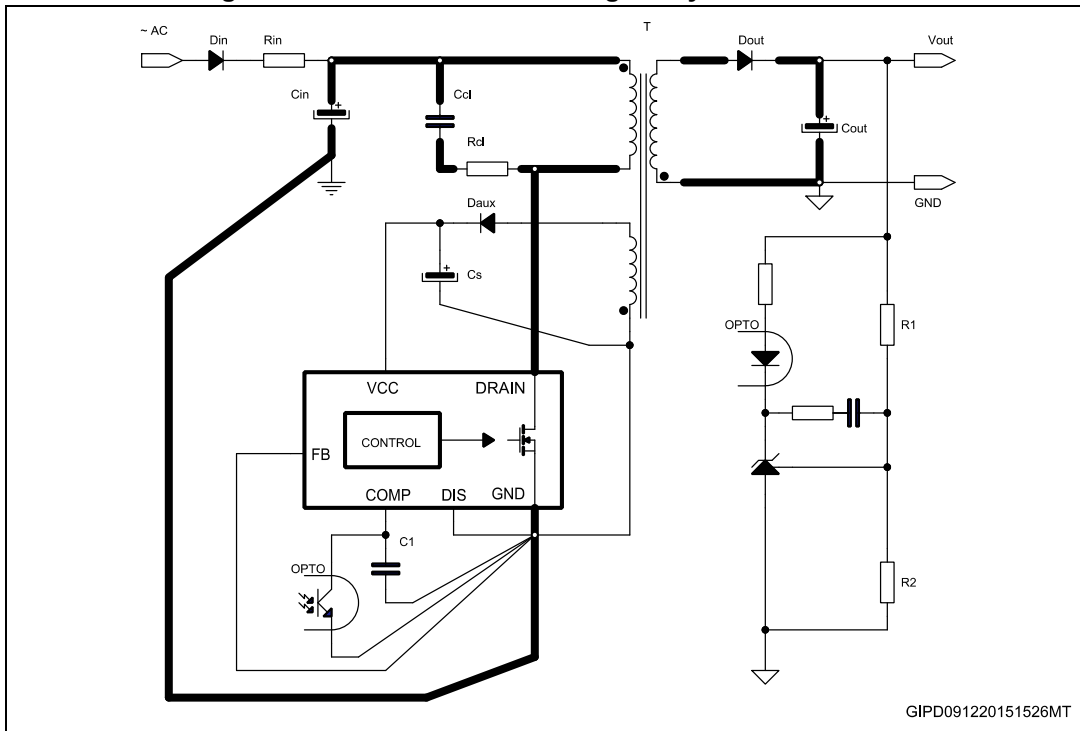 T
~ AC
Din
Rin
Dout
Vout
Cin
Ccl
Cout
Rcl
GND
Daux
Cs
OPTO
R1
VCC
DRAIN
CONTROL
FB
COMP
DIS
GND
C1
OPTO
R2
GIPD091220151526MT